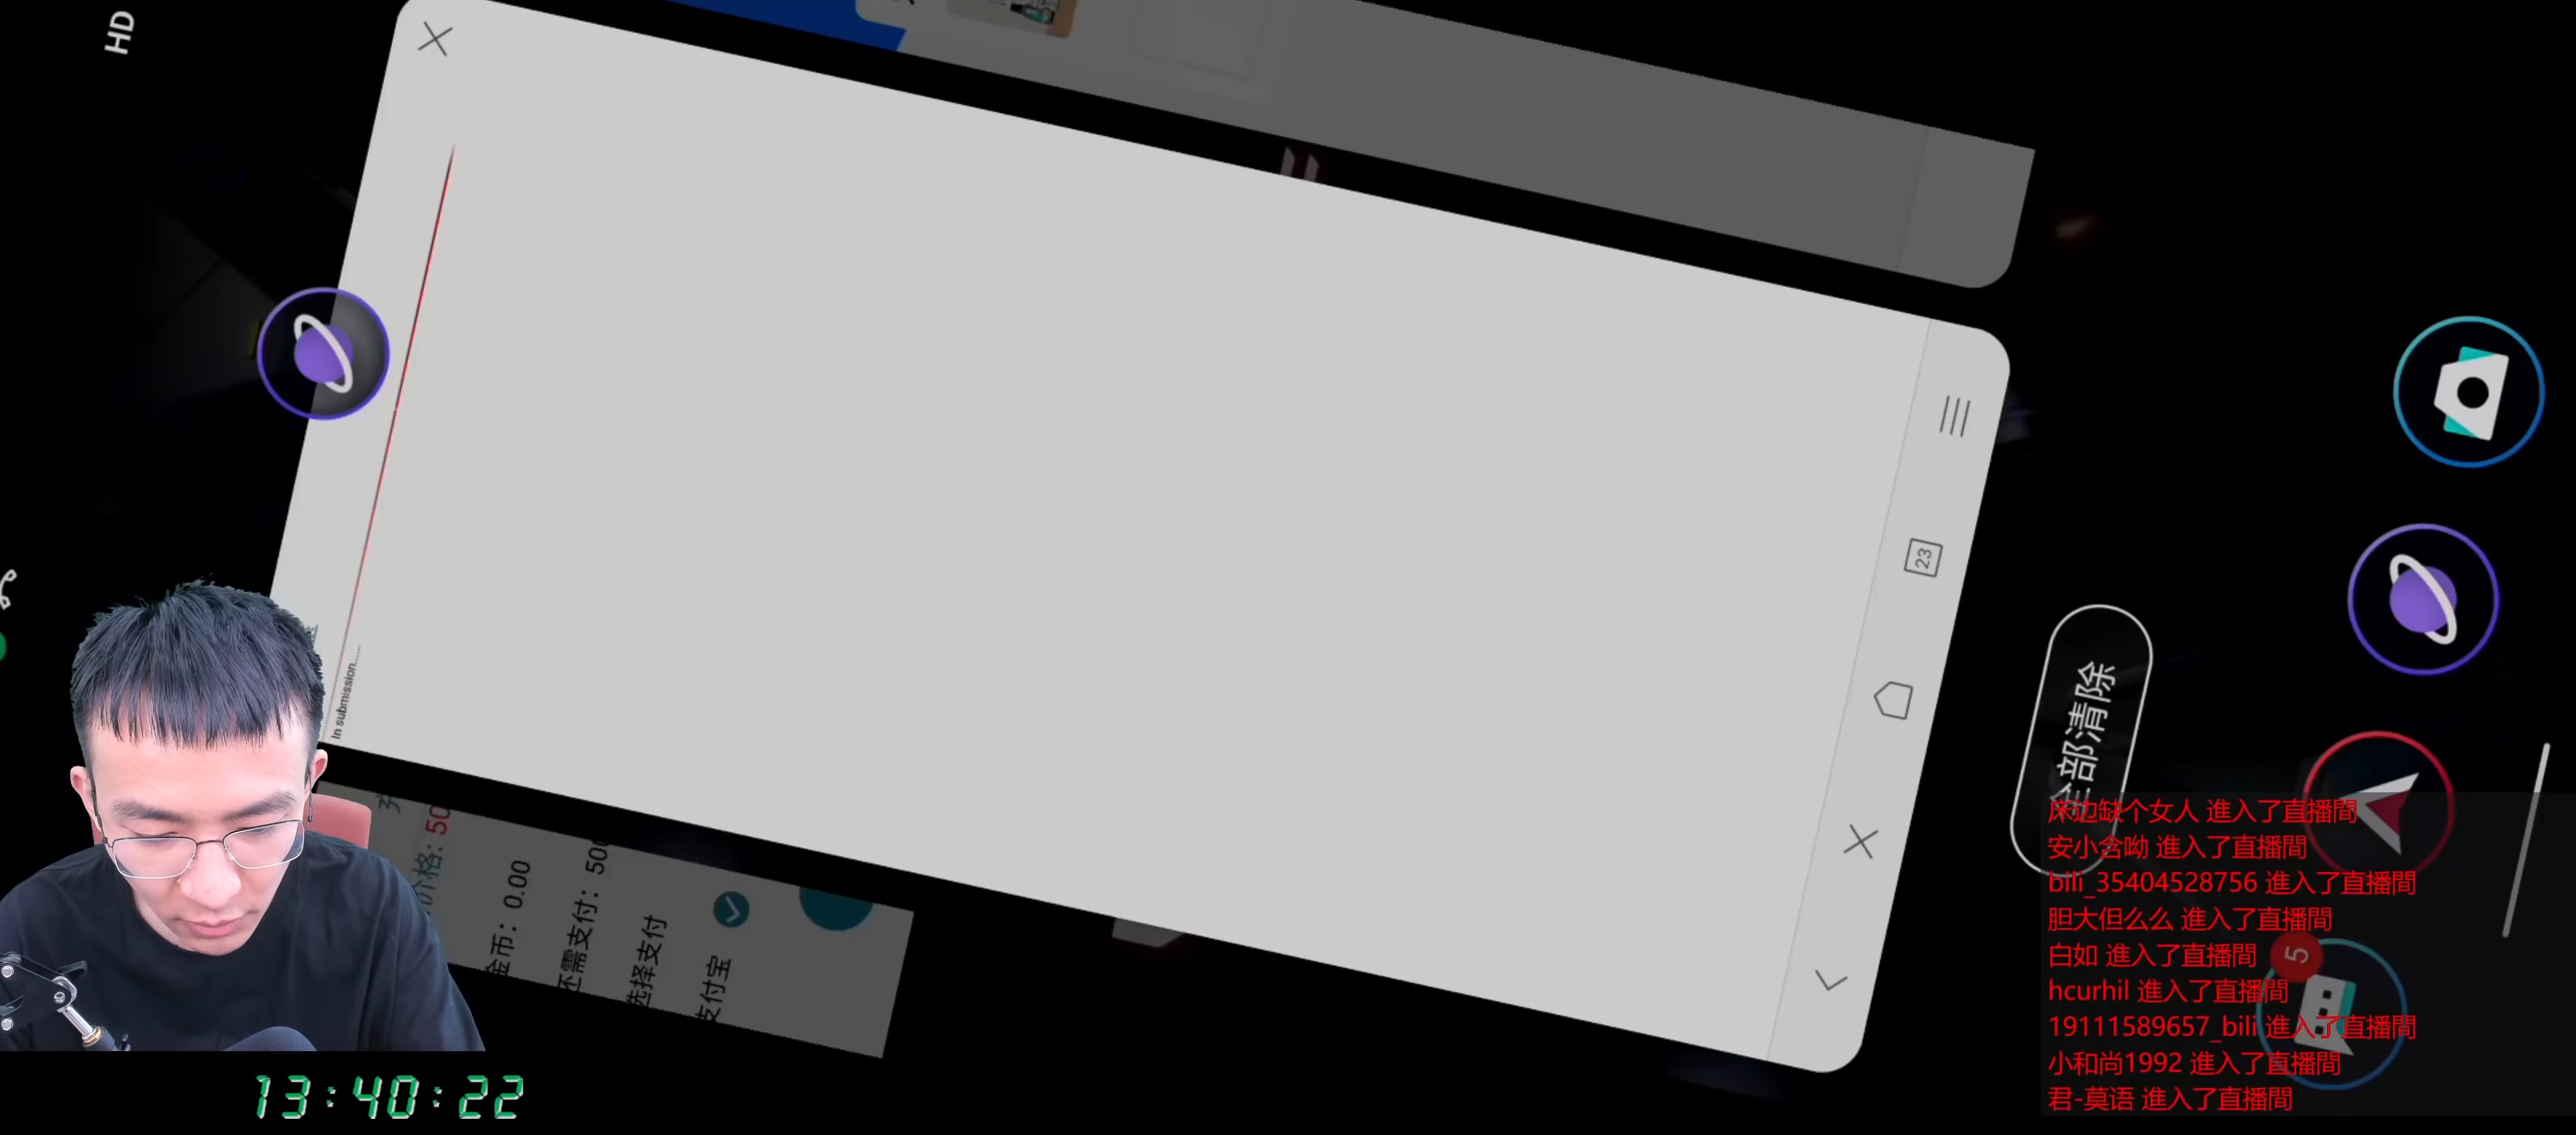 HD
In submission......
23
全部清除
价格: 50
金币: 0.00
还需支付: 500
选择支付
支付宝
5
床边缺个女人 進入了直播間
安小含呦 進入了直播間
bili_35404528756 進入了直播間
胆大但么么 進入了直播間
白如 進入了直播間
hcurhil 進入了直播間
19111589657_bili 進入了直播間
小和尚1992 進入了直播間
君-莫语 進入了直播間
13:40:22